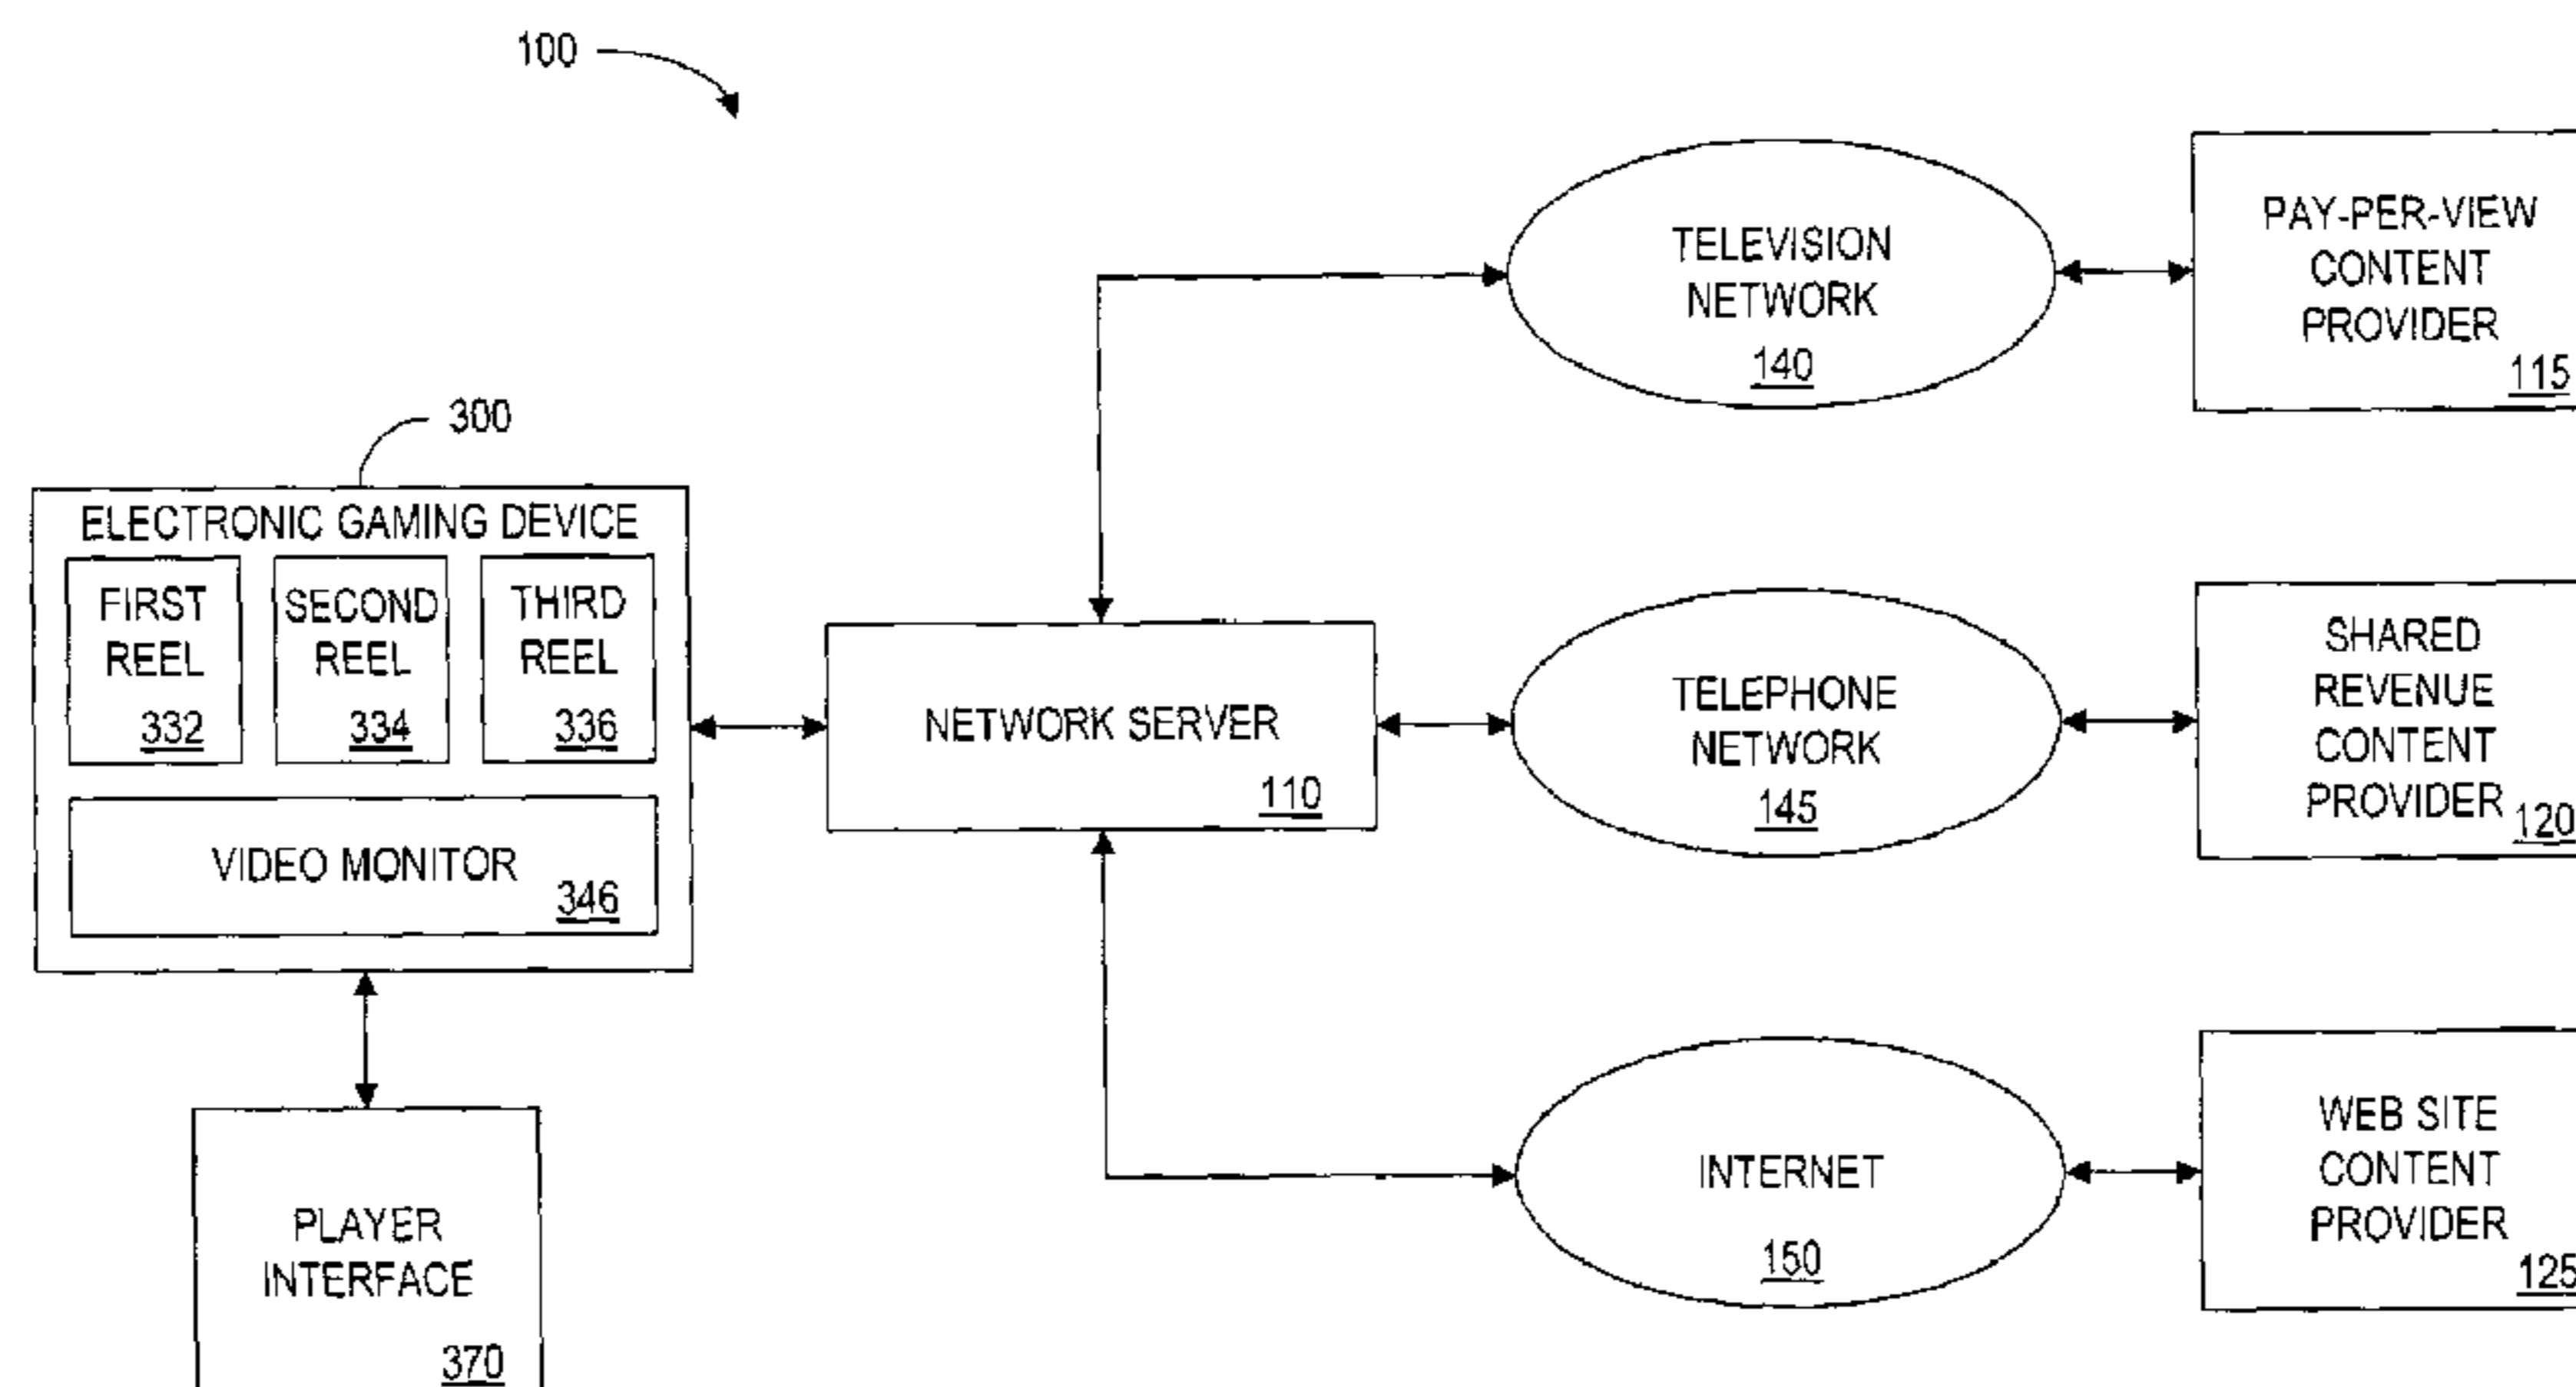 100
TELEVISION
NETWORK
140
PAY-PER-VIEW
CONTENT
PROVIDER
115
300
ELECTRONIC GAMING DEVICE
FIRST
REEL
332
SECOND
REEL
334
THIRD
REEL
336
VIDEO MONITOR
346
NETWORK SERVER
110
TELEPHONE
NETWORK
145
SHARED
REVENUE
CONTENT
PROVIDER
120
PLAYER
INTERFACE
370
INTERNET
150
WEB SITE
CONTENT
PROVIDER
125